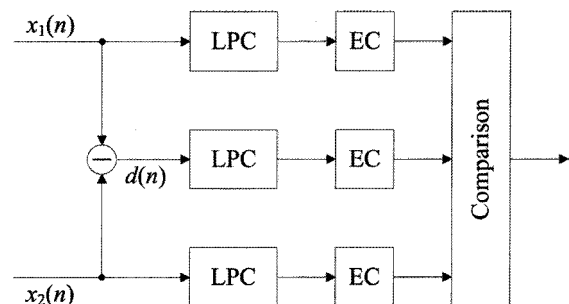 x₁(n)
LPC
EC
d(n)
LPC
EC
Comparison
x₂(n)
LPC
EC